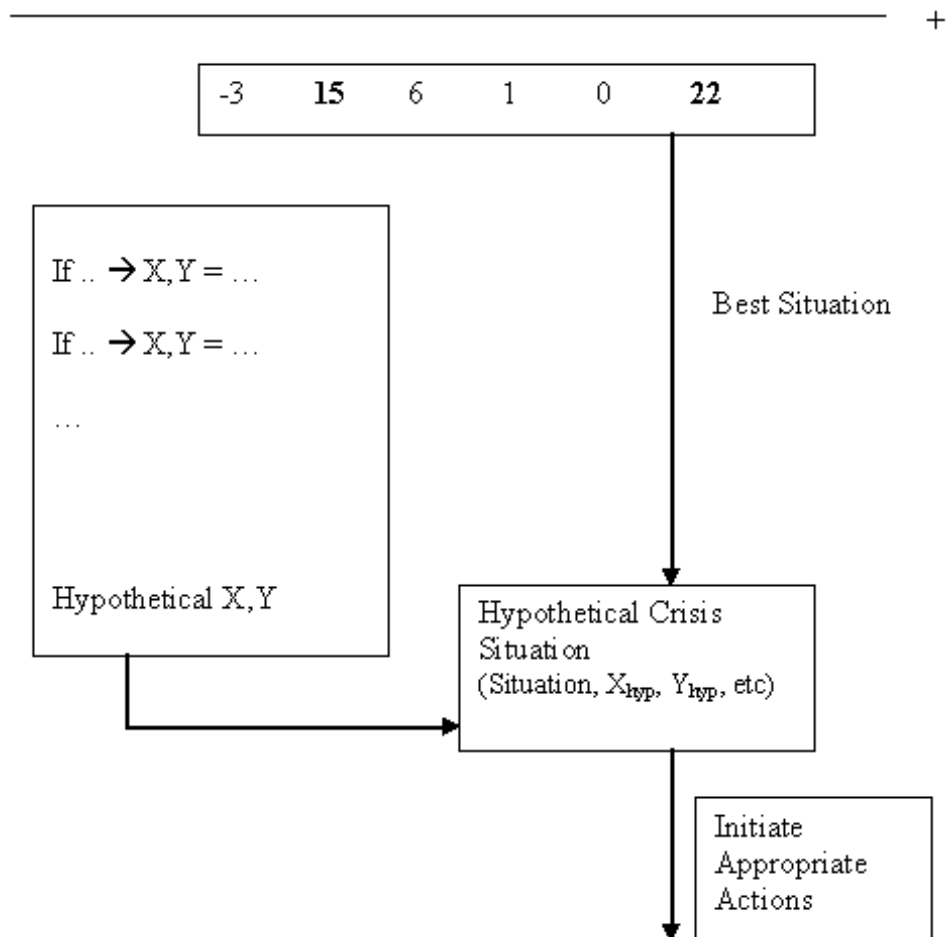 +
-3 15 6 1 0 22
If .. → X,Y = ...
If .. → X,Y = ...
...
Hypothetical X,Y
Best Situation
Hypothetical Crisis
Situation
(Situation, Xhyp, Yhyp, etc)
Initiate
Appropriate
Actions